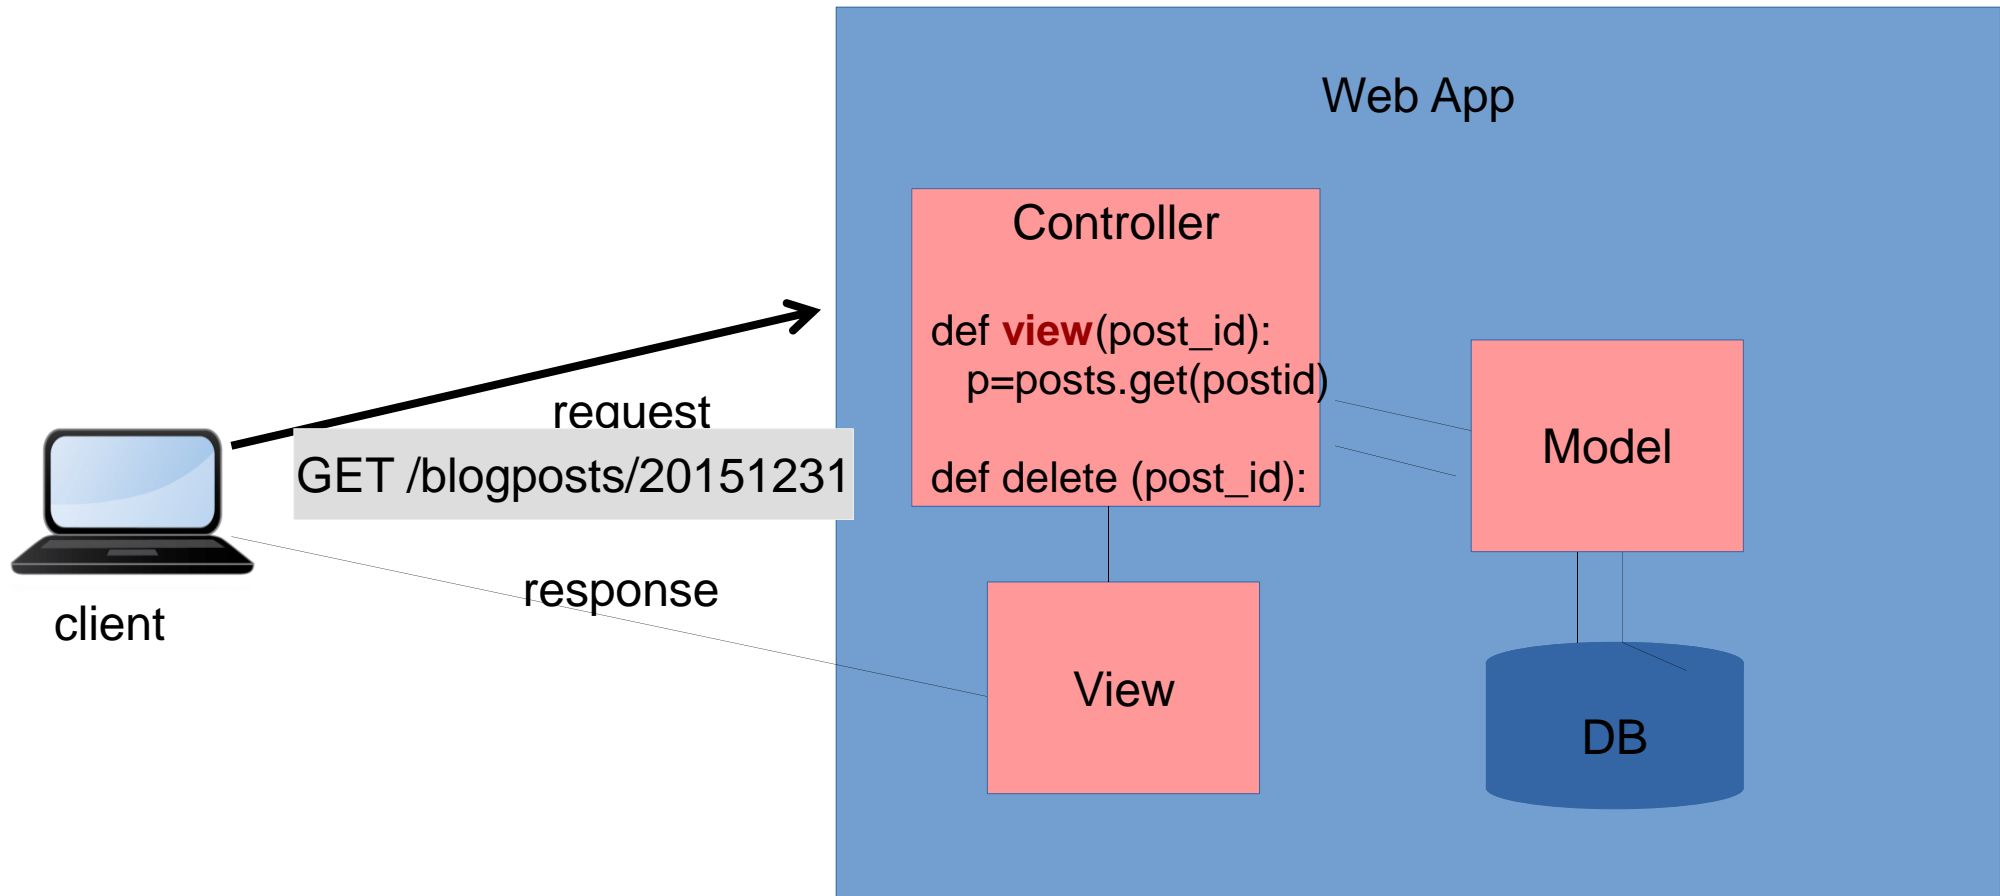 Web App
Controller
def view(post_id):
p=posts.get(postid)
def delete (post_id):
request
GET /blogposts/20151231
response
client
Model
View
DB